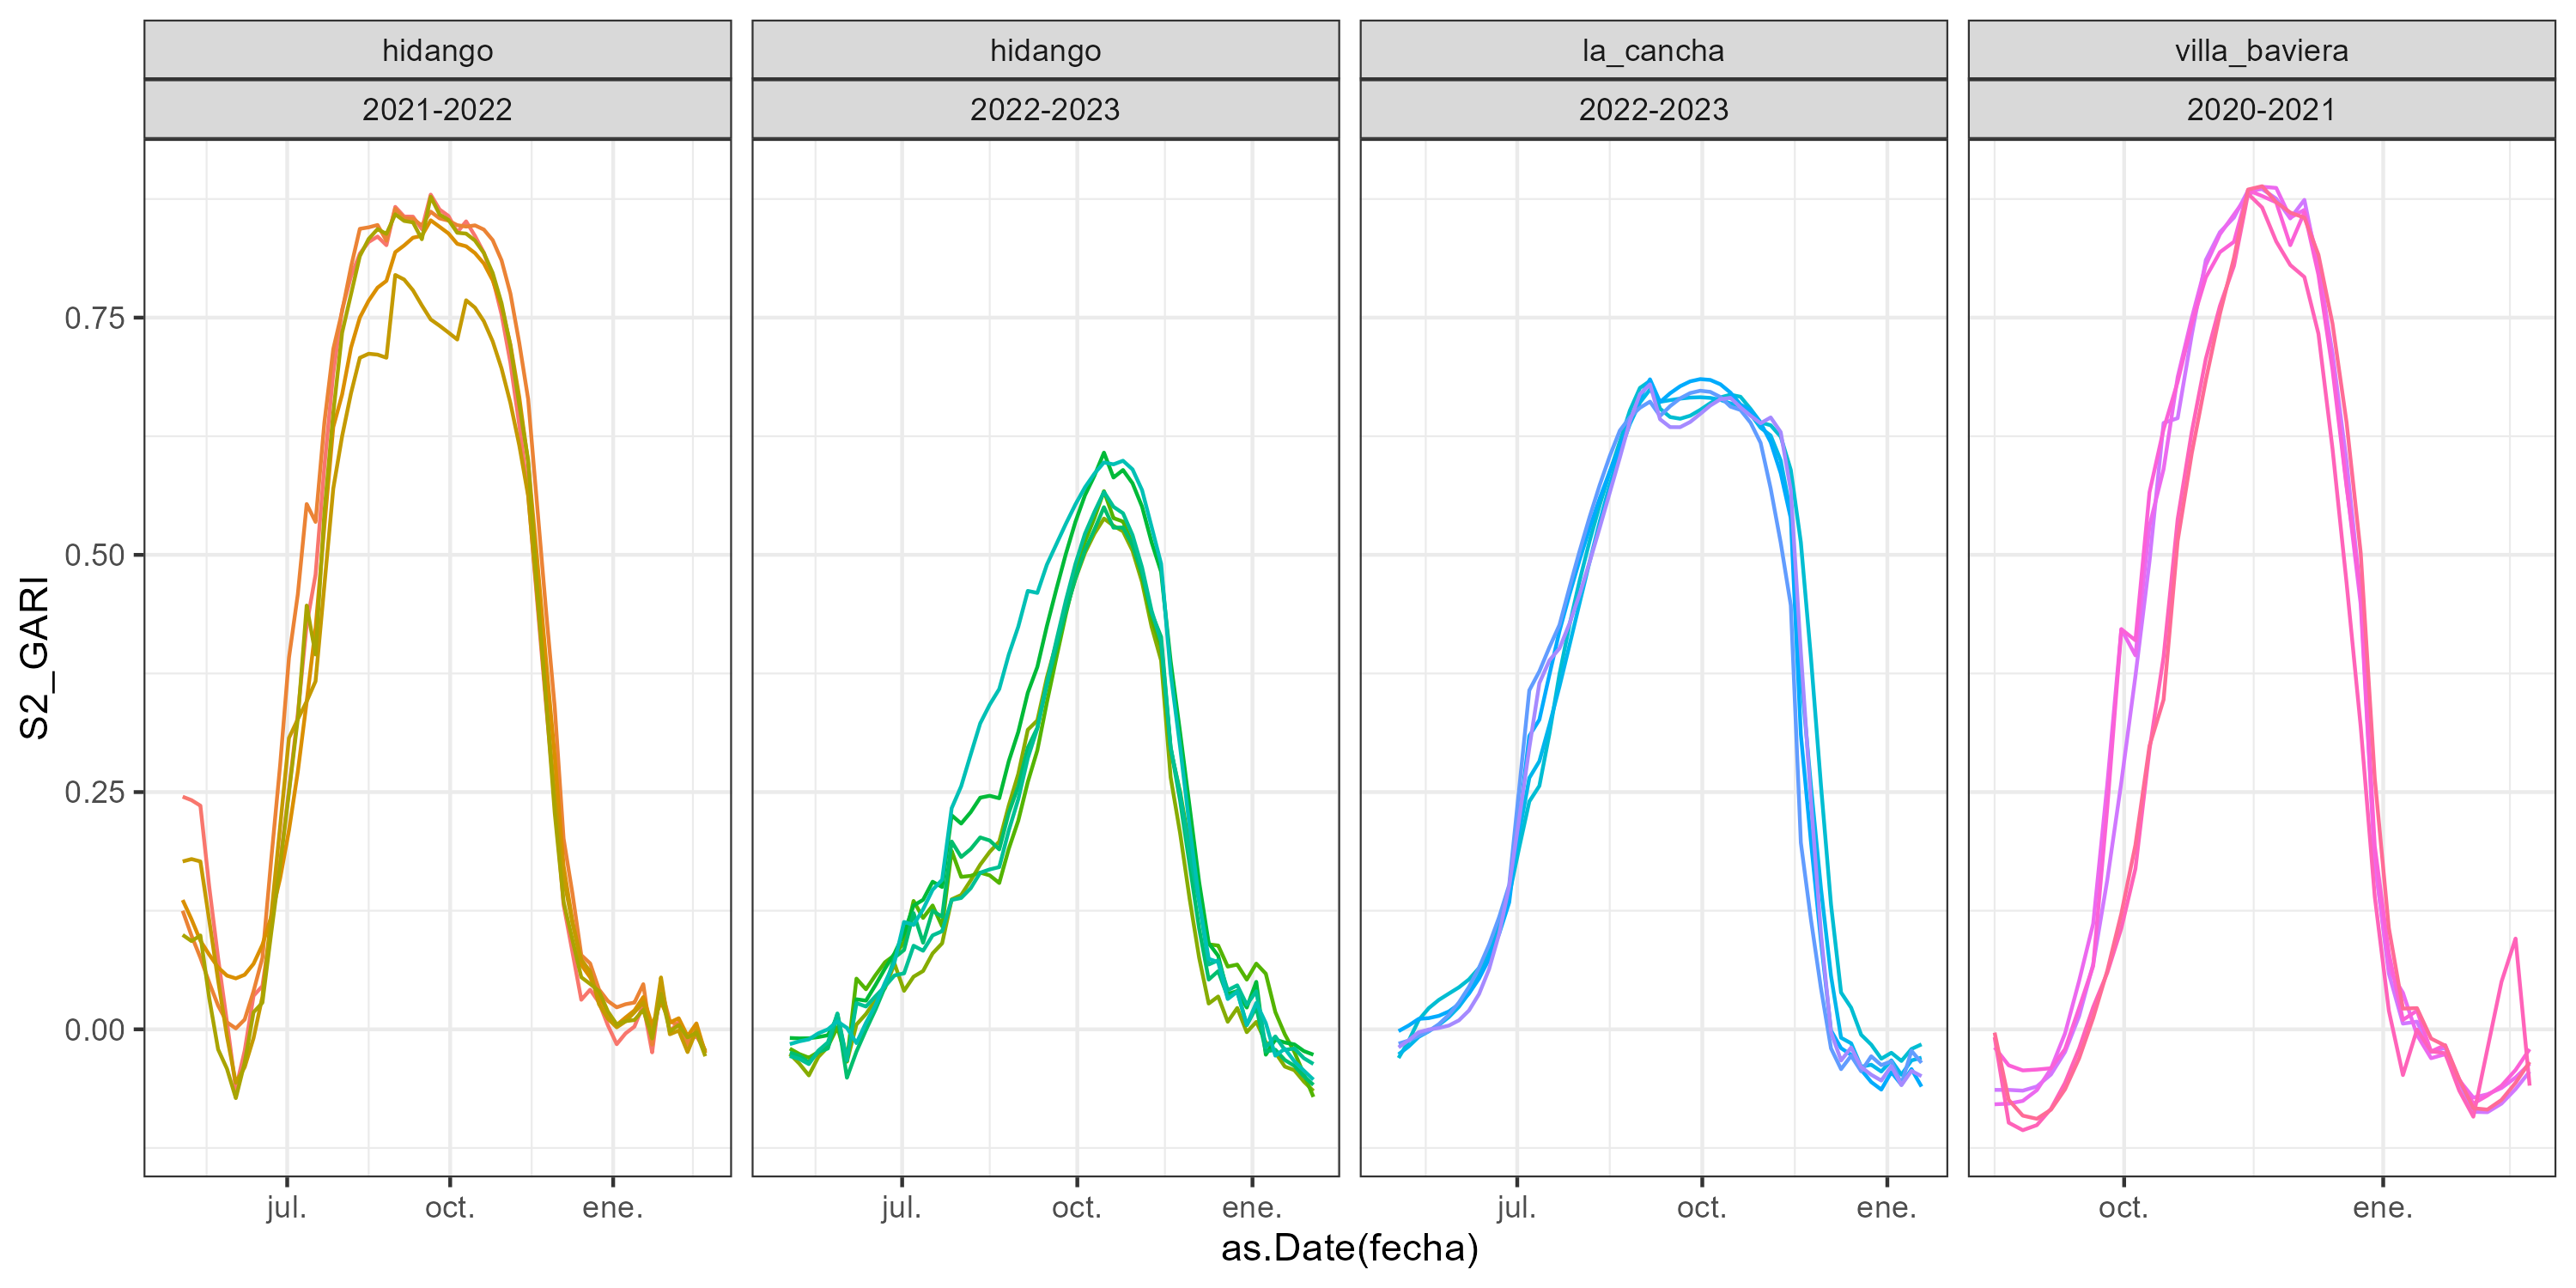 hidango
hidango
la_cancha
villa_baviera
2021-2022
2022-2023
2022-2023
2020-2021
S2_GARI
0.75
0.50
0.25
0.00
jul.
oct.
ene.
jul.
oct.
ene.
jul.
oct.
ene.
oct.
ene.
as.Date(fecha)